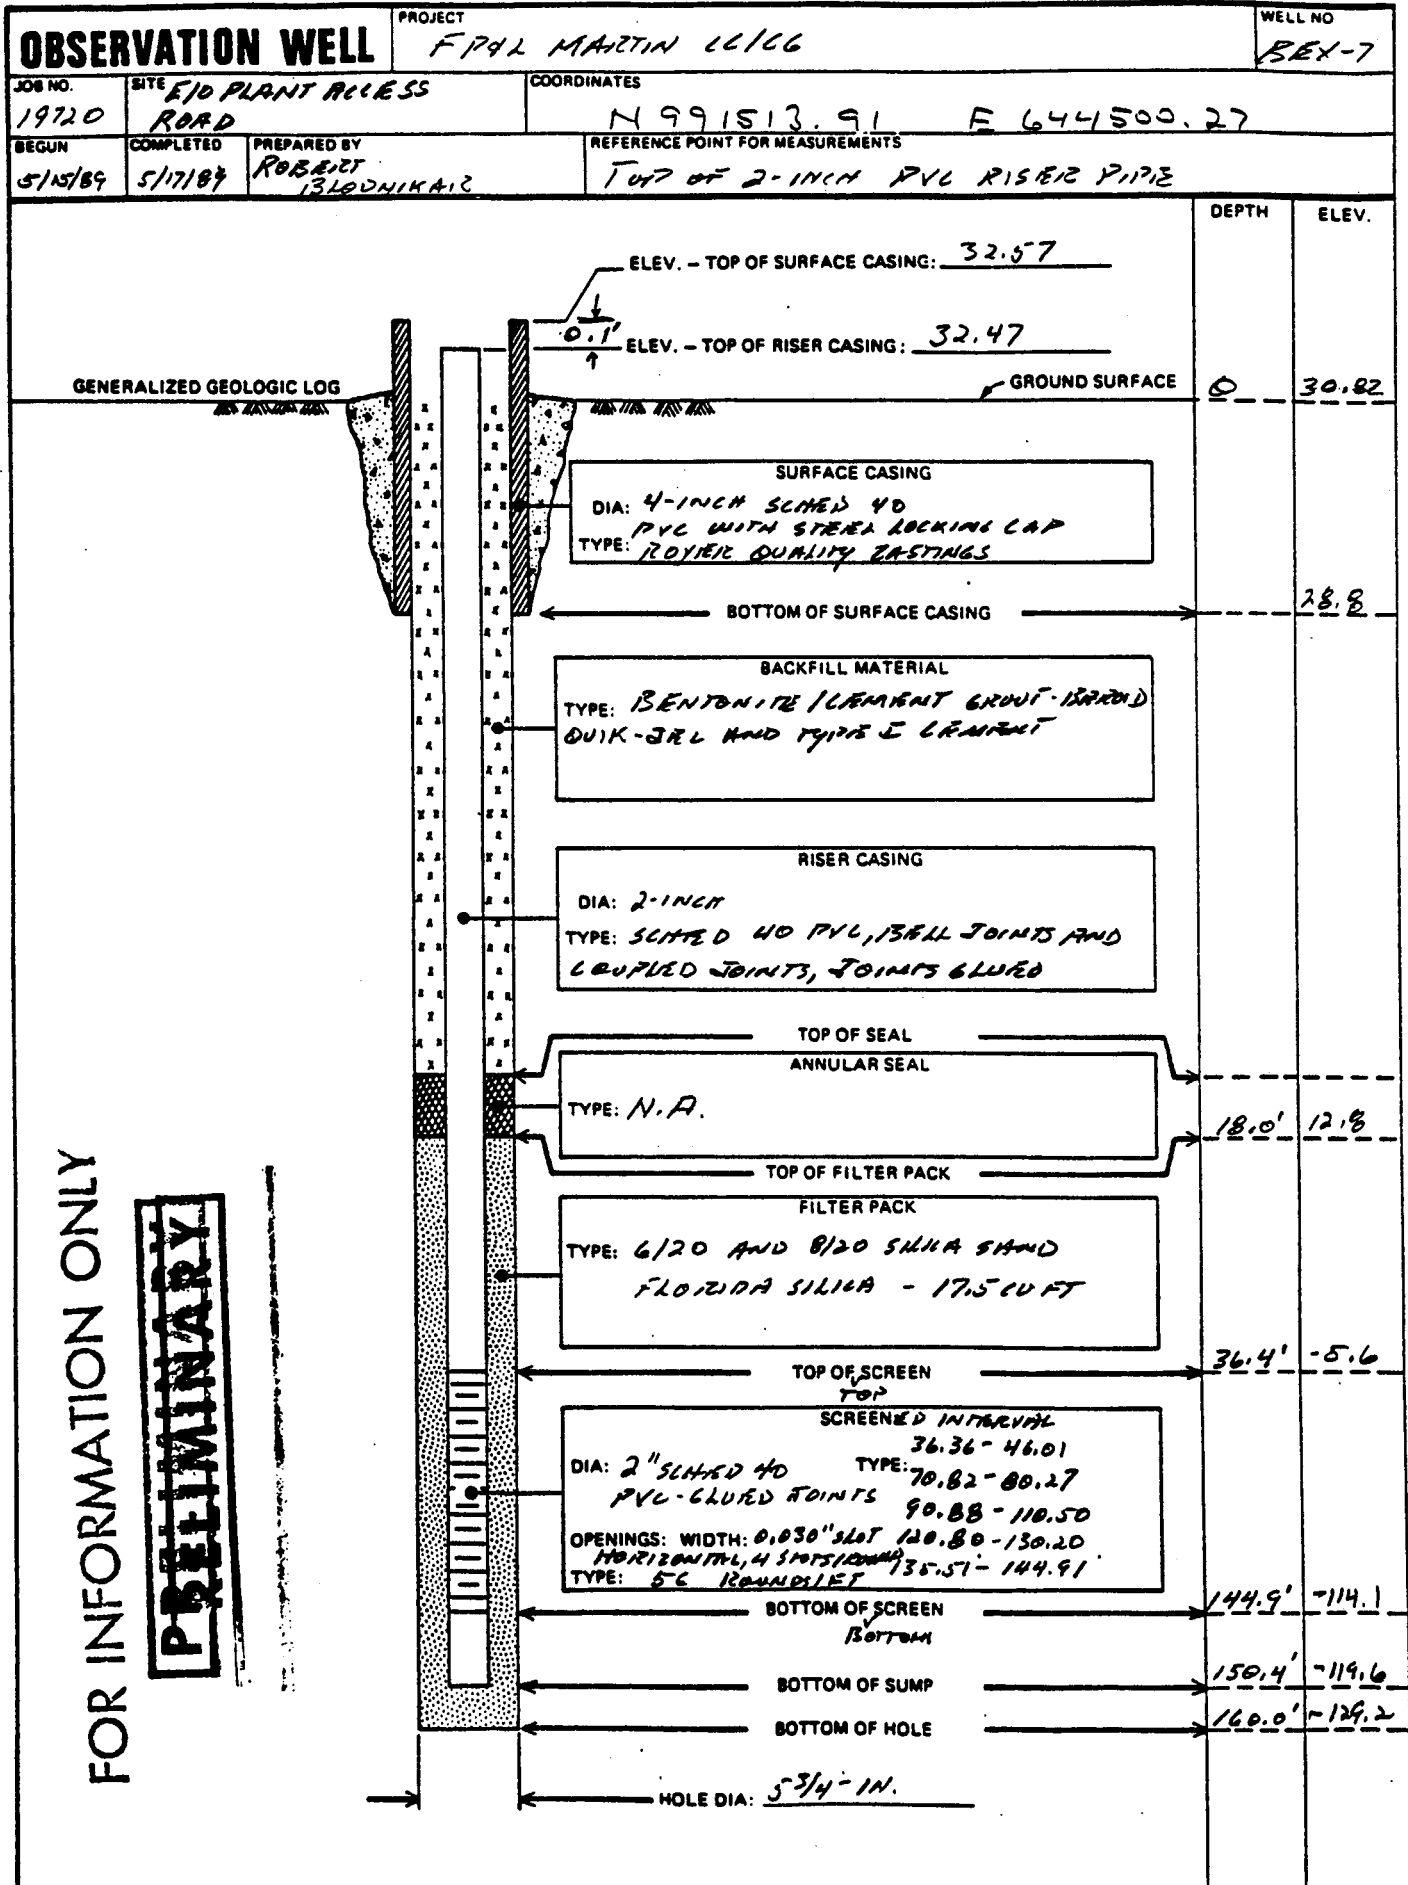 OBSERVATION WELL
PROJECT
FP&L MARTIN CC/CG
WELL NO
BEX-7
JOB NO.
19720
SITE E/O PLANT ACCESS
ROAD
COORDINATES
N 991513.91 E 644500.27
BEGUN
5/15/89
COMPLETED
5/17/89
PREPARED BY
ROBERT
REFERENCE POINT FOR MEASUREMENTS
TOP OF 2-INCH PVC RISER PIPE
DEPTH ELEV.
ELEV. – TOP OF SURFACE CASING: 32.57
0.1'
ELEV. – TOP OF RISER CASING: 32.47
GENERALIZED GEOLOGIC LOG
GROUND SURFACE 0 30.82
SURFACE CASING
DIA: 4-INCH SCHED 40
PVC WITH STEEL LOCKING CAP
TYPE: QUALITY CASTINGS
BOTTOM OF SURFACE CASING 28.8
BACKFILL MATERIAL
TYPE: BENTONITE/CEMENT GROUT-BAROID
QUIK-GEL AND TYPE I CEMENT
RISER CASING
DIA: 2-INCH
TYPE: SCHED 40 PVC, BELL JOINTS AND
COUPLED JOINTS, JOINTS GLUED
TOP OF SEAL
ANNULAR SEAL
TYPE: N.A.
18.0' 12.8
TOP OF FILTER PACK
FILTER PACK
TYPE: 6/20 AND 8/20 SILICA SAND
FLORIDA SILICA - 17.5 CU FT
36.4' -5.6
TOP OF SCREEN
TOP
SCREENED INTERVAL
36.36 - 46.01
DIA: 2" SCHED 40 TYPE: 70.82 - 80.27
PVC-GLUED JOINTS 90.88 - 110.50
OPENINGS: WIDTH: 0.030" SLOT 120.80 - 130.20
HORIZONTAL, 4 SLOTS/ROUND 135.51 - 144.91
TYPE: 56 ROUNDS/FT
BOTTOM OF SCREEN 144.9' -114.1
BOTTOM
BOTTOM OF SUMP 150.4' -119.6
BOTTOM OF HOLE 160.0' -129.2
HOLE DIA: 5 3/4 - IN.
FOR INFORMATION ONLY
PRELIMINARY
PRELIMINARY